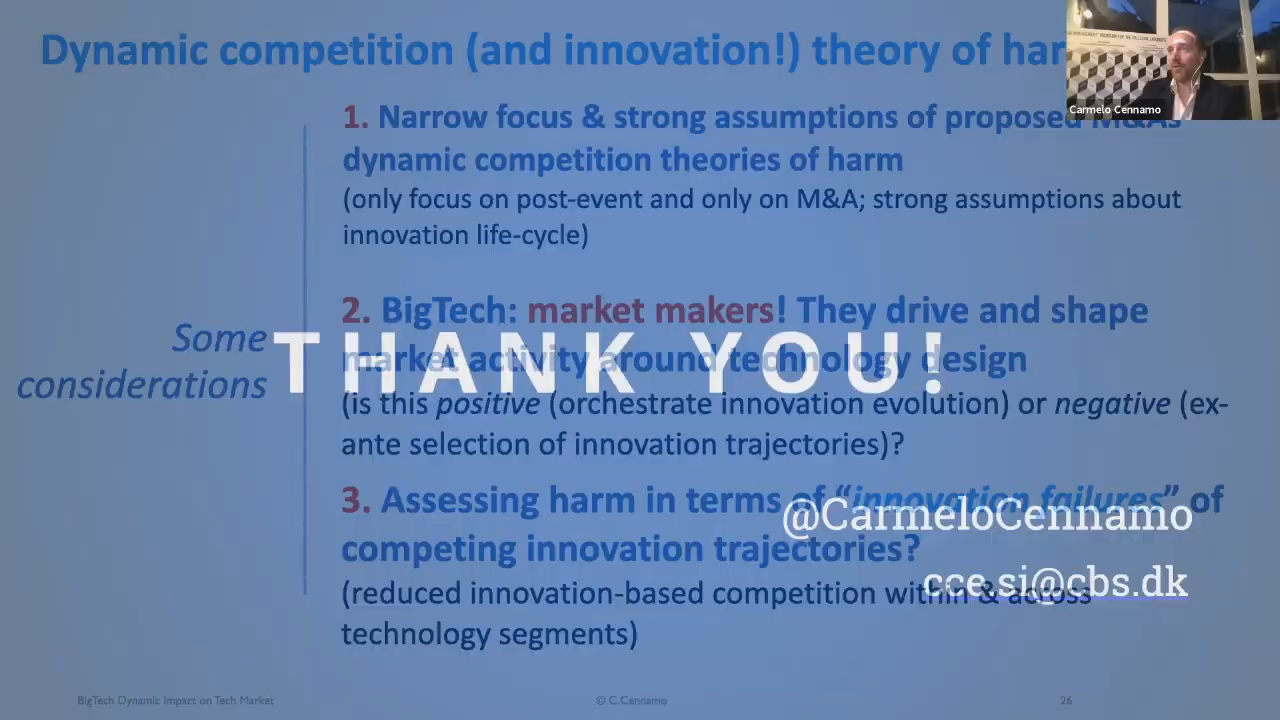 Dynamic competition (and innovation!) theory of har
Carmelo Cennamo
1. Narrow focus & strong assumptions of proposed M&As
dynamic competition theories of harm
(only focus on post-event and only on M&A; strong assumptions about
innovation life-cycle)
Some
considerations
2. BigTech: market makers! They drive and shape
market activity around technology design
(is this positive (orchestrate innovation evolution) or negative (ex-
ante selection of innovation trajectories)?
THANK YOU!
3. Assessing harm in terms of “innovation failures” of
competing innovation trajectories?
(reduced innovation-based competition within & across
technology segments)
@CarmeloCennamo
cce.si@cbs.dk
BigTech Dynamic Impact on Tech Market
© C.Cennamo
26